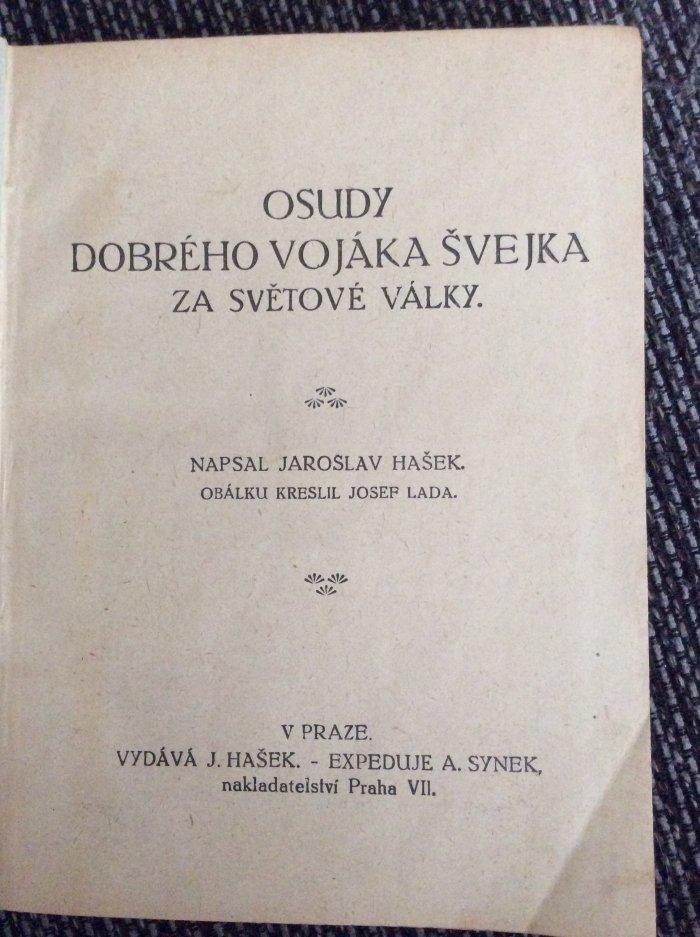 OSUDY
DOBRÉHO VOJÁKA ŠVEJKA
ZA SVĚTOVÉ VÁLKY.
NAPSAL JAROSLAV HAŠEK.
OBÁLKU KRESLIL JOSEF LADA.
V PRAZE.
VYDÁVÁ J. HAŠEK. - EXPEDUJE A. SYNEK,
nakladatelství Praha VII.